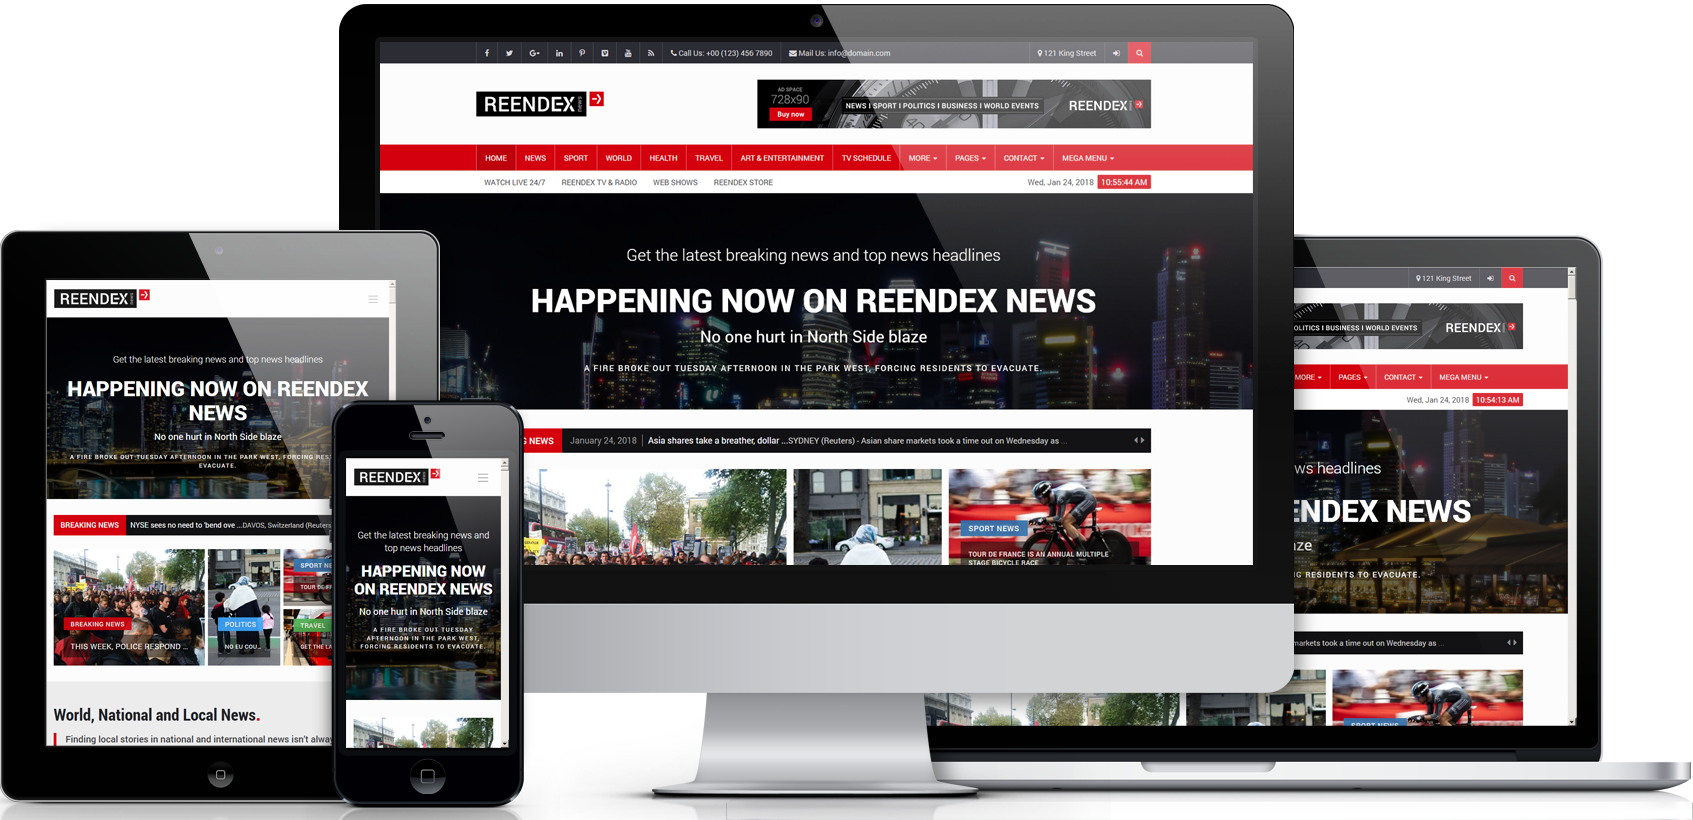 Call Us: +00 (123) 456 7890
Mail Us: info@domain.com
121 King Street
REENDEX
AD SPACE
728x90
Buy now
NEWS I SPORT I POLITICS I BUSINESS I WORLD EVENTS
REENDEX
HOME NEWS SPORT WORLD HEALTH TRAVEL ART & ENTERTAINMENT TV SCHEDULE MORE PAGES CONTACT MEGA MENU
WATCH LIVE 24/7 REENDEX TV & RADIO WEB SHOWS REENDEX STORE
Wed, Jan 24, 2018 10:55:44 AM
Get the latest breaking news and top news headlines
HAPPENING NOW ON REENDEX NEWS
No one hurt in North Side blaze
A FIRE BROKE OUT TUESDAY AFTERNOON IN THE PARK WEST, FORCING RESIDENTS TO EVACUATE.
NEWS January 24, 2018 Asia shares take a breather, dollar ...SYDNEY (Reuters) - Asian share markets took a time out on Wednesday as ...
SPORT NEWS
TOUR DE FRANCE IS AN ANNUAL MULTIPLE
STAGE BICYCLE RACE
REENDEX
Get the latest breaking news and top news headlines
HAPPENING NOW ON REENDEX
NEWS
No one hurt in North Side blaze
A FIRE BROKE OUT TUESDAY AFTERNOON IN THE PARK WEST, FORCING RES
EVACUATE.
BREAKING NEWS NYSE sees no need to 'bend ove ...DAVOS, Switzerland (Reuters
SPORT NE
TOUR DE F
BREAKING NEWS
THIS WEEK, POLICE RESPOND ...
POLITICS
NO EU COU...
TRAVEL
GET THE LA
World, National and Local News.
Finding local stories in national and international news isn't alway
REENDEX
Get the latest breaking news and
top news headlines
HAPPENING NOW
ON REENDEX NEWS
No one hurt in North Side blaze
A FIRE BROKE OUT TUESDAY
AFTERNOON IN THE PARK WEST,
FORCING RESIDENTS TO EVACUATE.
121 King Street
OLITICS I BUSINESS I WORLD EVENTS
REENDEX
MORE PAGES CONTACT MEGA MENU
Wed, Jan 24, 2018 10:54:13 AM
ws headlines
ENDEX NEWS
aze
G RESIDENTS TO EVACUATE.
markets took a time out on Wednesday as ...
SPORT NEWS